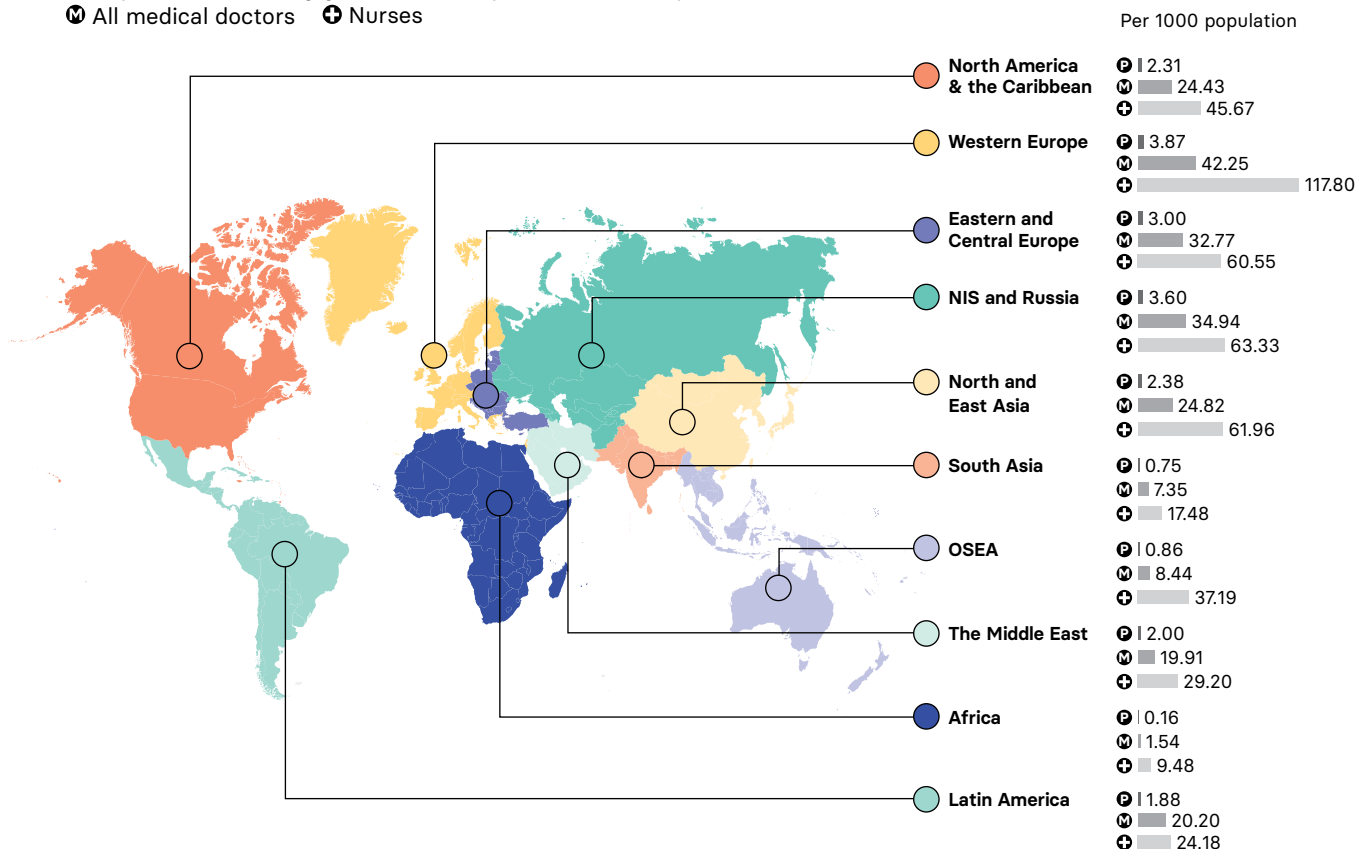 M All medical doctors + Nurses
Per 1000 population
North America
& the Caribbean
P 2.31
M 24.43
+ 45.67
Western Europe
P 3.87
M 42.25
+ 117.80
Eastern and
Central Europe
P 3.00
M 32.77
+ 60.55
NIS and Russia
P 3.60
M 34.94
+ 63.33
North and
East Asia
P 2.38
M 24.82
+ 61.96
South Asia
P 0.75
M 7.35
+ 17.48
OSEA
P 0.86
M 8.44
+ 37.19
The Middle East
P 2.00
M 19.91
+ 29.20
Africa
P 0.16
M 1.54
+ 9.48
Latin America
P 1.88
M 20.20
+ 24.18